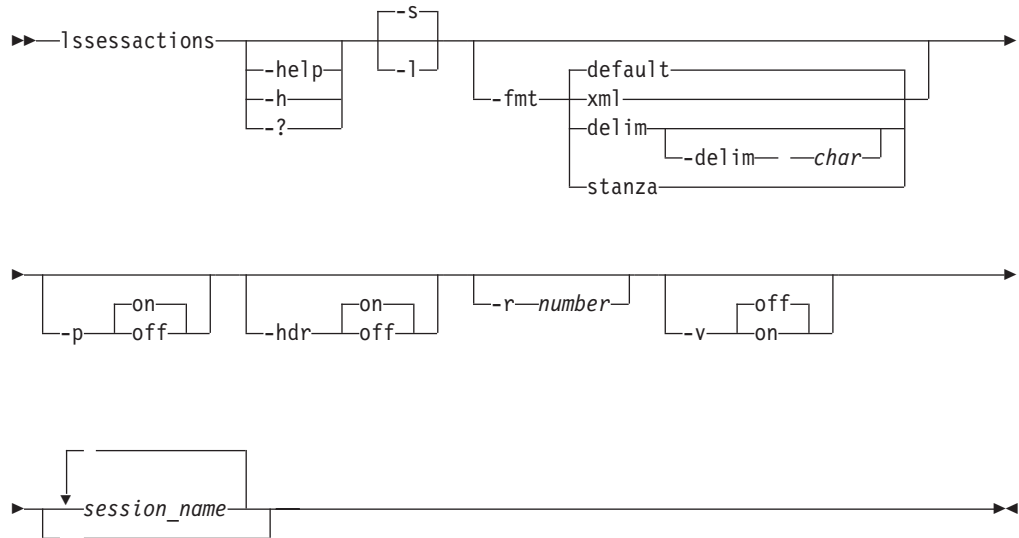 lssessactions
-help
-h
-?
-s
-l
-fmt
default
xml
delim
-delim char
stanza
-p
on
off
-hdr
on
off
-r number
-v
off
on
session_name